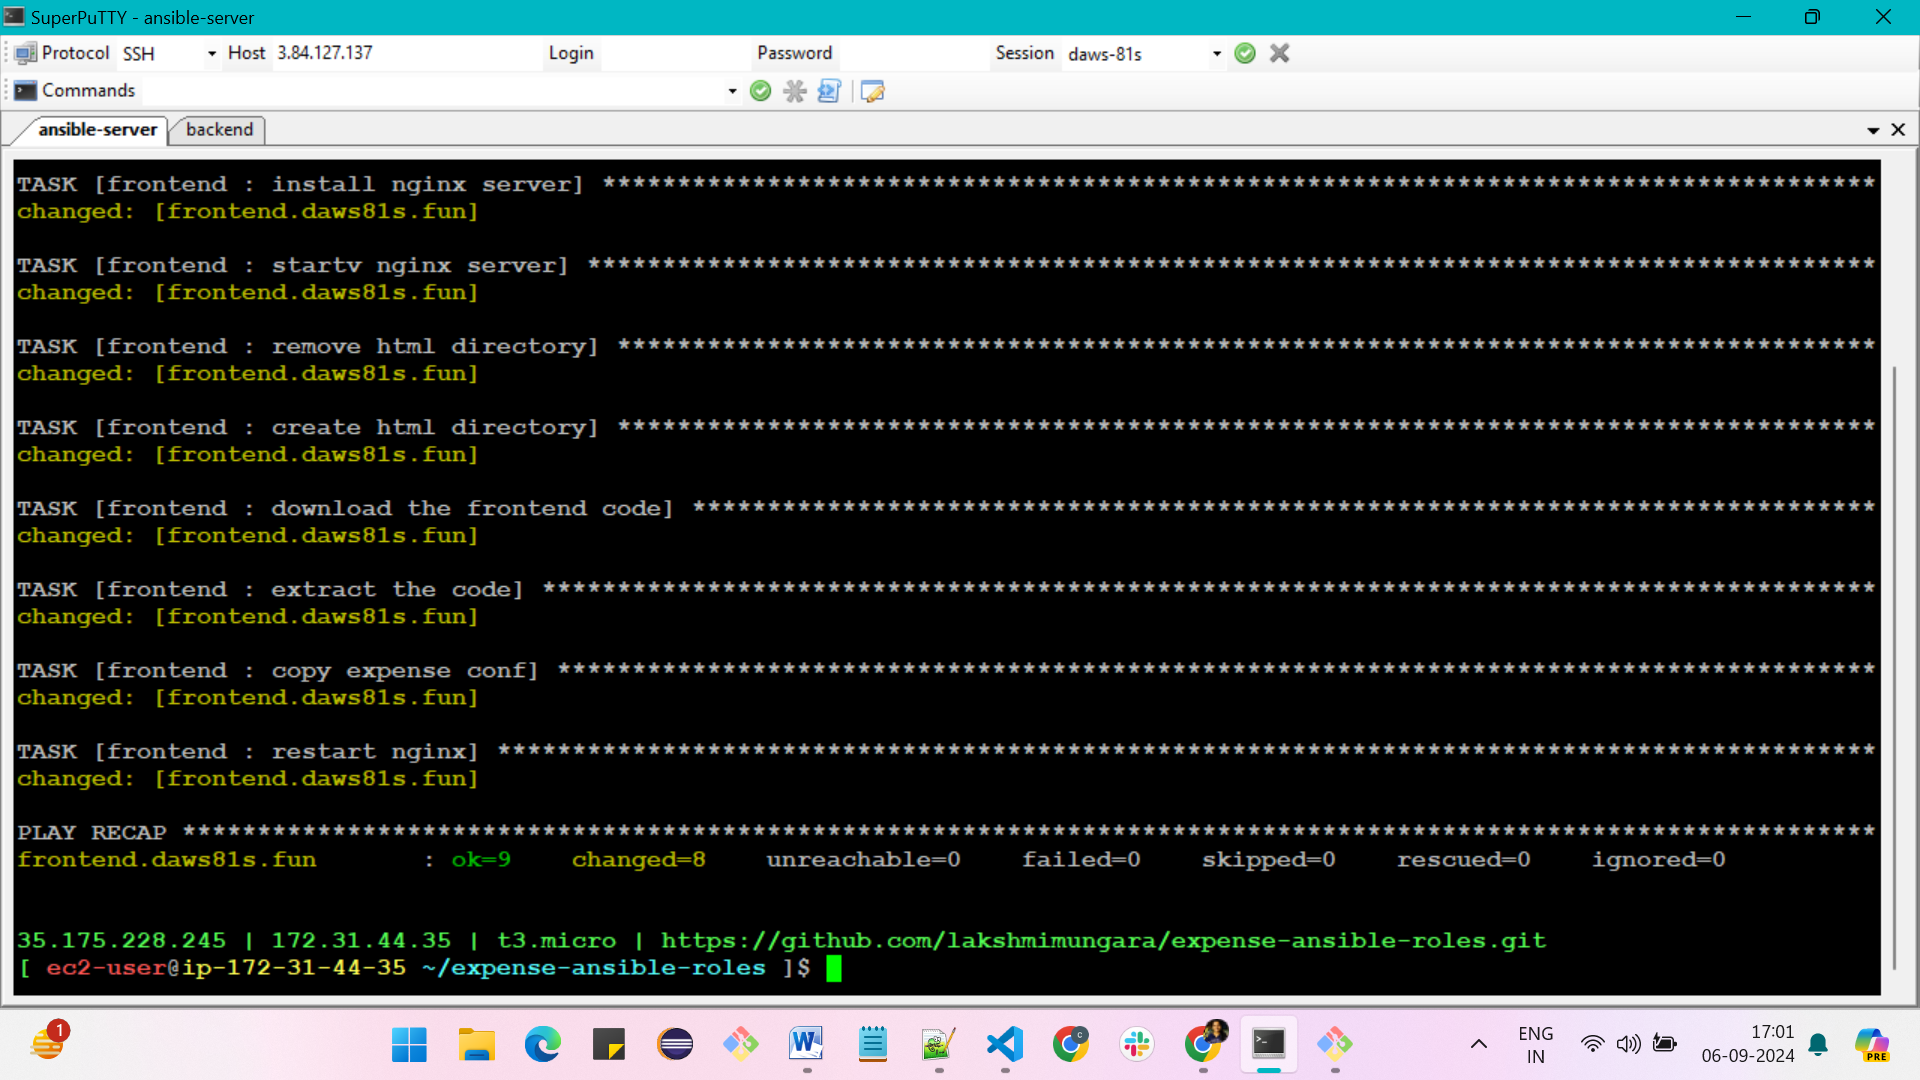 SuperPuTTY - ansible-server
Protocol SSH Host 3.84.127.137 Login Password Session daws-81s
Commands
ansible-server backend
TASK [frontend : install nginx server] *************************************************************************************
changed: [frontend.daws81s.fun]
TASK [frontend : startv nginx server] **************************************************************************************
changed: [frontend.daws81s.fun]
TASK [frontend : remove html directory] ************************************************************************************
changed: [frontend.daws81s.fun]
TASK [frontend : create html directory] ************************************************************************************
changed: [frontend.daws81s.fun]
TASK [frontend : download the frontend code] *******************************************************************************
changed: [frontend.daws81s.fun]
TASK [frontend : extract the code] *****************************************************************************************
changed: [frontend.daws81s.fun]
TASK [frontend : copy expense conf] ****************************************************************************************
changed: [frontend.daws81s.fun]
TASK [frontend : restart nginx] ********************************************************************************************
changed: [frontend.daws81s.fun]
PLAY RECAP *****************************************************************************************************************
frontend.daws81s.fun : ok=9 changed=8 unreachable=0 failed=0 skipped=0 rescued=0 ignored=0
35.175.228.245 | 172.31.44.35 | t3.micro | https://github.com/lakshmimungara/expense-ansible-roles.git
[ ec2-user@ip-172-31-44-35 ~/expense-ansible-roles ]$
1
ENG
IN
17:01
06-09-2024
PRE